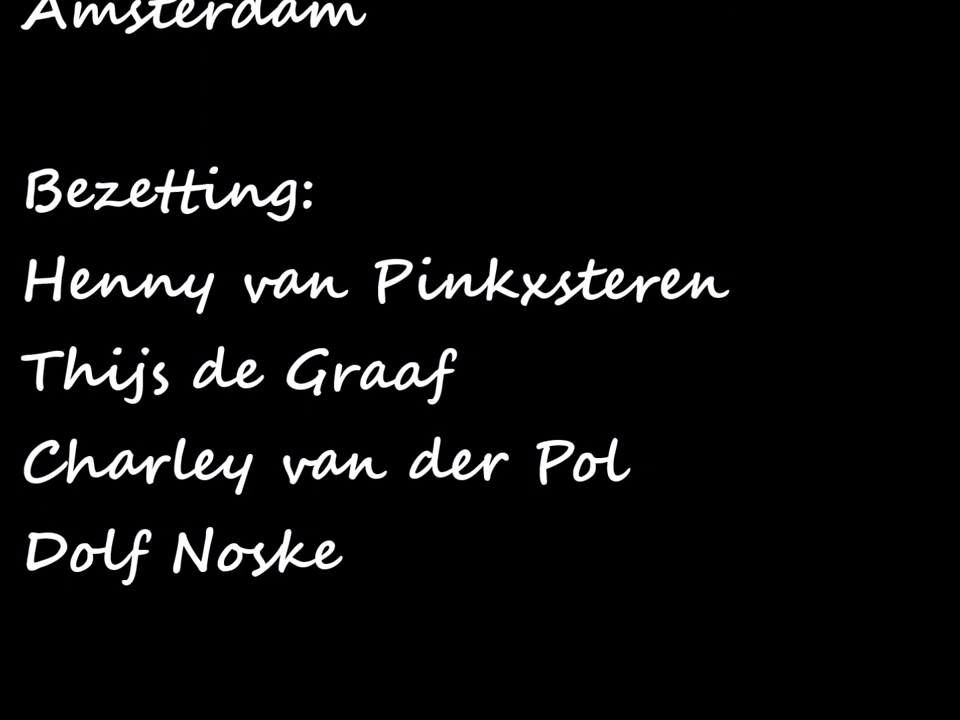 Amsterdam
Bezetting:
Henny van Pinkxsteren
Thijs de Graaf
Charley van der Pol
Dolf Noske